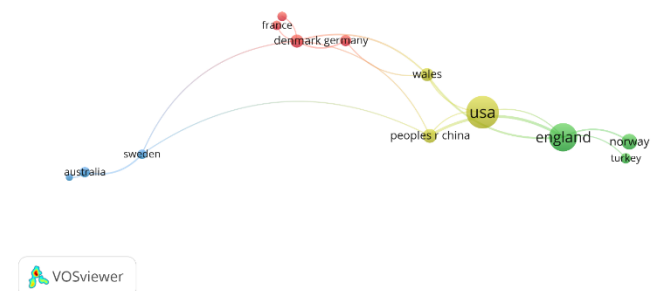 france
denmark germany
wales
usa
peoples r china
england
norway
turkey
sweden
australia
VOSviewer